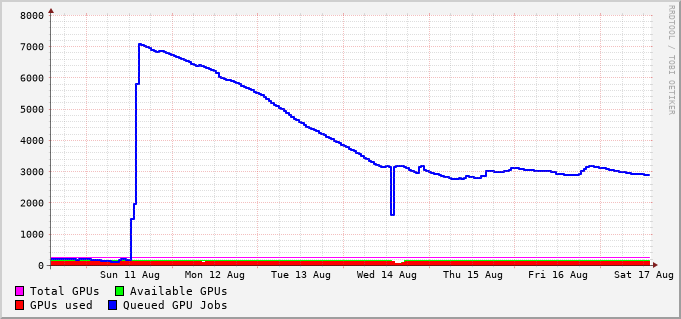 8000
7000
6000
5000
4000
3000
2000
1000
0
Sun 11 Aug Mon 12 Aug Tue 13 Aug Wed 14 Aug Thu 15 Aug Fri 16 Aug Sat 17 Aug
Total GPUs Available GPUs
GPUs used Queued GPU Jobs
RRDTOOL / TOBI OETIKER